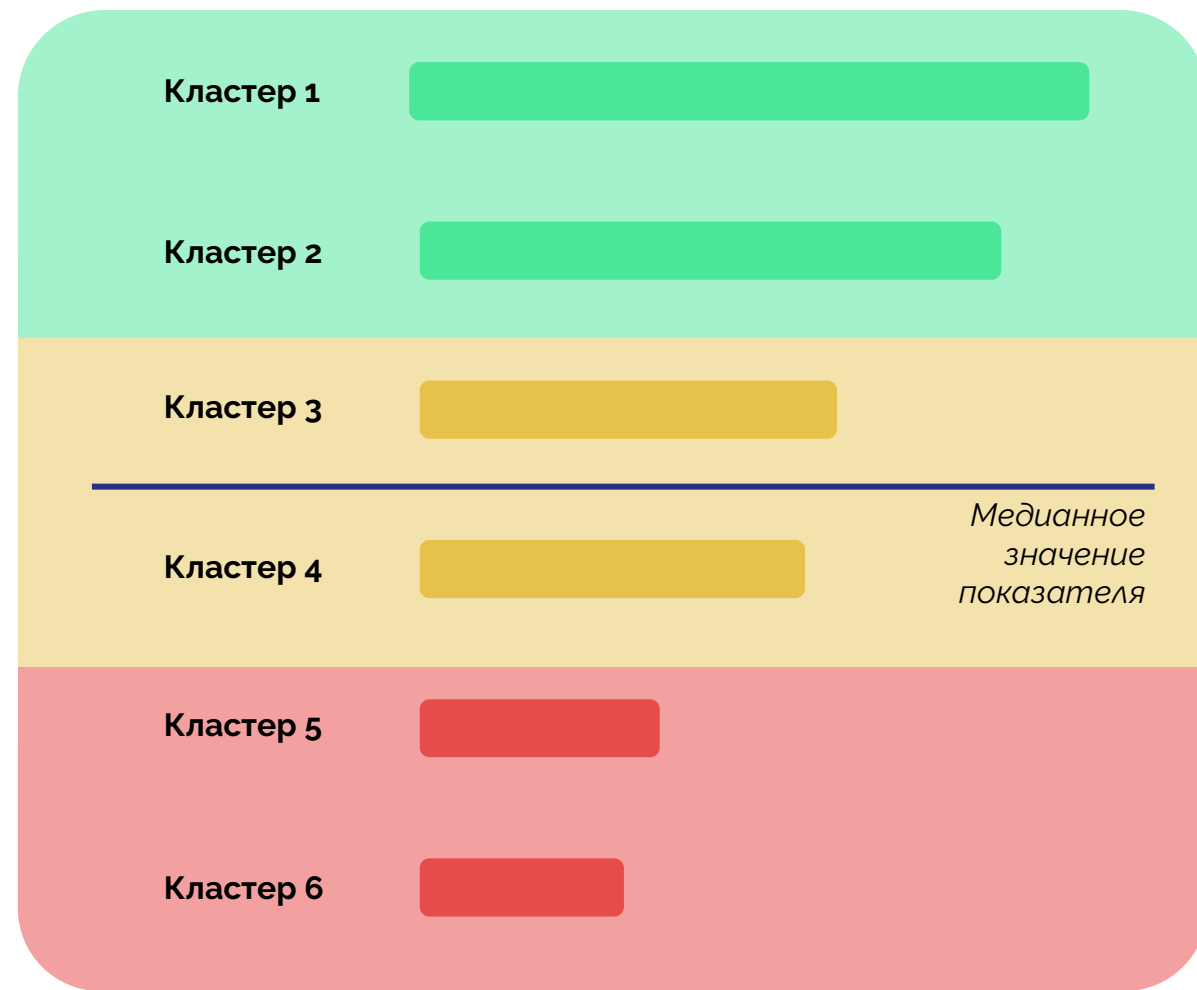 Кластер 1
Кластер 2
Кластер 3
Медианное
значение
показателя
Кластер 4
Кластер 5
Кластер 6